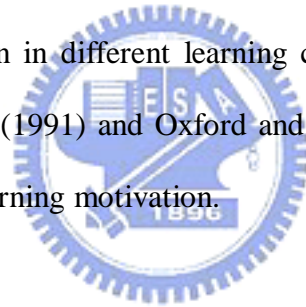 n in different learning c
(1991) and Oxford and
rning motivation.
E S A
1896